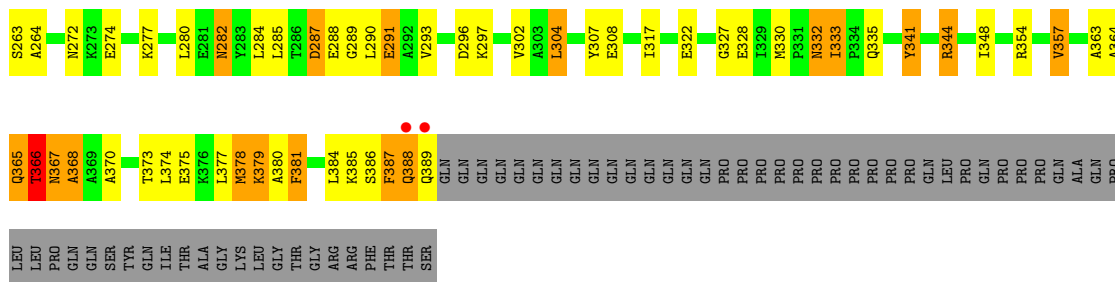 S263 A264 N272 K273 E274 K277 L280 E281 N282 Y283 L284 L285 T286 D287 E288 G289 L290 E291 A292 V293 D296 K297 V302 A303 L304 Y307 E308 I317 E322 G327 E328 I329 M330 P331 N332 I333 P334 Q335 Y341 R344 I348 R354 V357 A363 A364
Q365 T366 N367 A368 A369 A370 T373 L374 E375 K376 L377 M378 K379 A380 F381 L384 K385 S386 F387 Q388 Q389 GLN GLN GLN GLN GLN GLN GLN GLN GLN GLN GLN GLN GLN GLN GLN PRO PRO PRO PRO PRO PRO PRO PRO PRO PRO PRO GLN LEU PRO GLN PRO PRO PRO GLN ALA GLN PRO
LEU LEU PRO GLN GLN SER TYR GLN ILE THR ALA GLY LYS LEU GLY THR GLY ARG ARG PHE THR THR SER